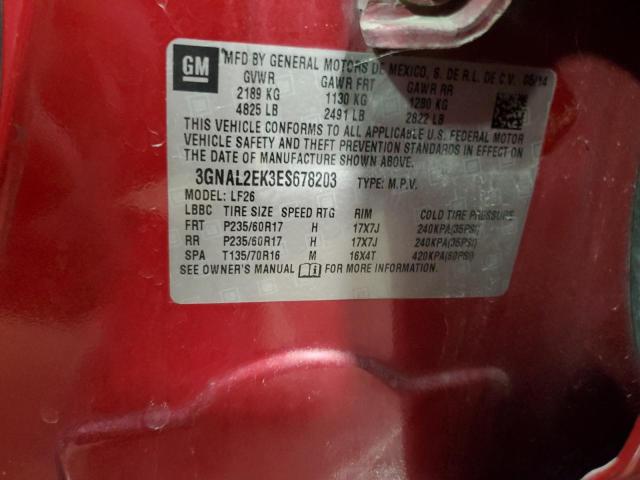 GM
MFD BY GENERAL MOTORS DE MEXICO, S. DE R.L. DE C.V. 05/14
GVWR GAWR FRT GAWR RR
2189 KG 1130 KG 1280 KG
4825 LB 2491 LB 2822 LB
THIS VEHICLE CONFORMS TO ALL APPLICABLE U.S. FEDERAL MOTOR
VEHICLE SAFETY AND THEFT PREVENTION STANDARDS IN EFFECT ON
THE DATE OF MANUFACTURE SHOWN ABOVE.
3GNAL2EK3ES678203 TYPE: M.P.V.
MODEL: LF26
LBBC TIRE SIZE SPEED RTG RIM COLD TIRE PRESSURE
FRT P235/60R17 H 17X7J 240KPA(35PSI)
RR P235/60R17 H 17X7J 240KPA(35PSI)
SPA T135/70R16 M 16X4T 420KPA(60PSI)
SEE OWNER'S MANUAL FOR MORE INFORMATION